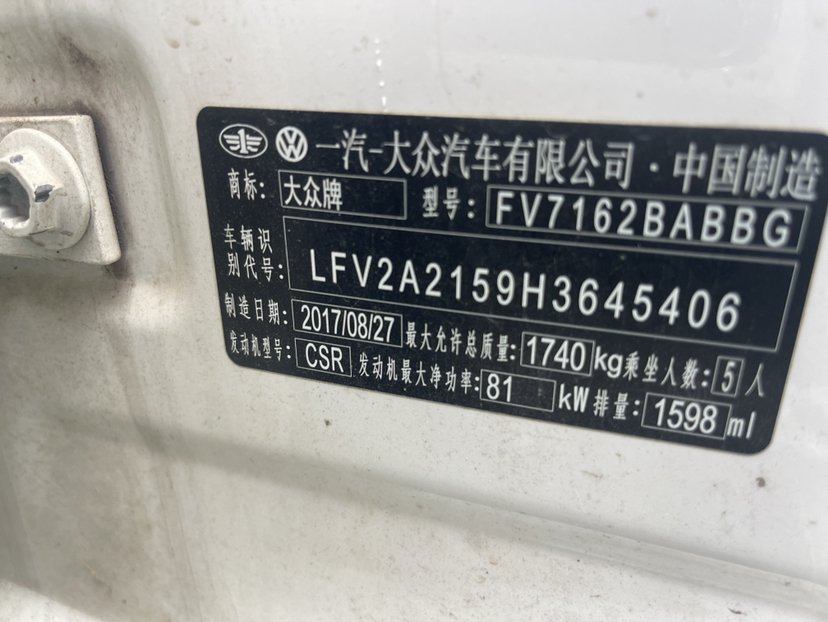 一汽-大众汽车有限公司·中国制造
商标: 大众牌 型号: FV7162BABBG
车辆识别代号: LFV2A2159H3645406
制造日期: 2017/08/27 最大允许总质量: 1740 kg 乘坐人数: 5 人
发动机型号: CSR 发动机最大净功率: 81 kW 排量: 1598 ml